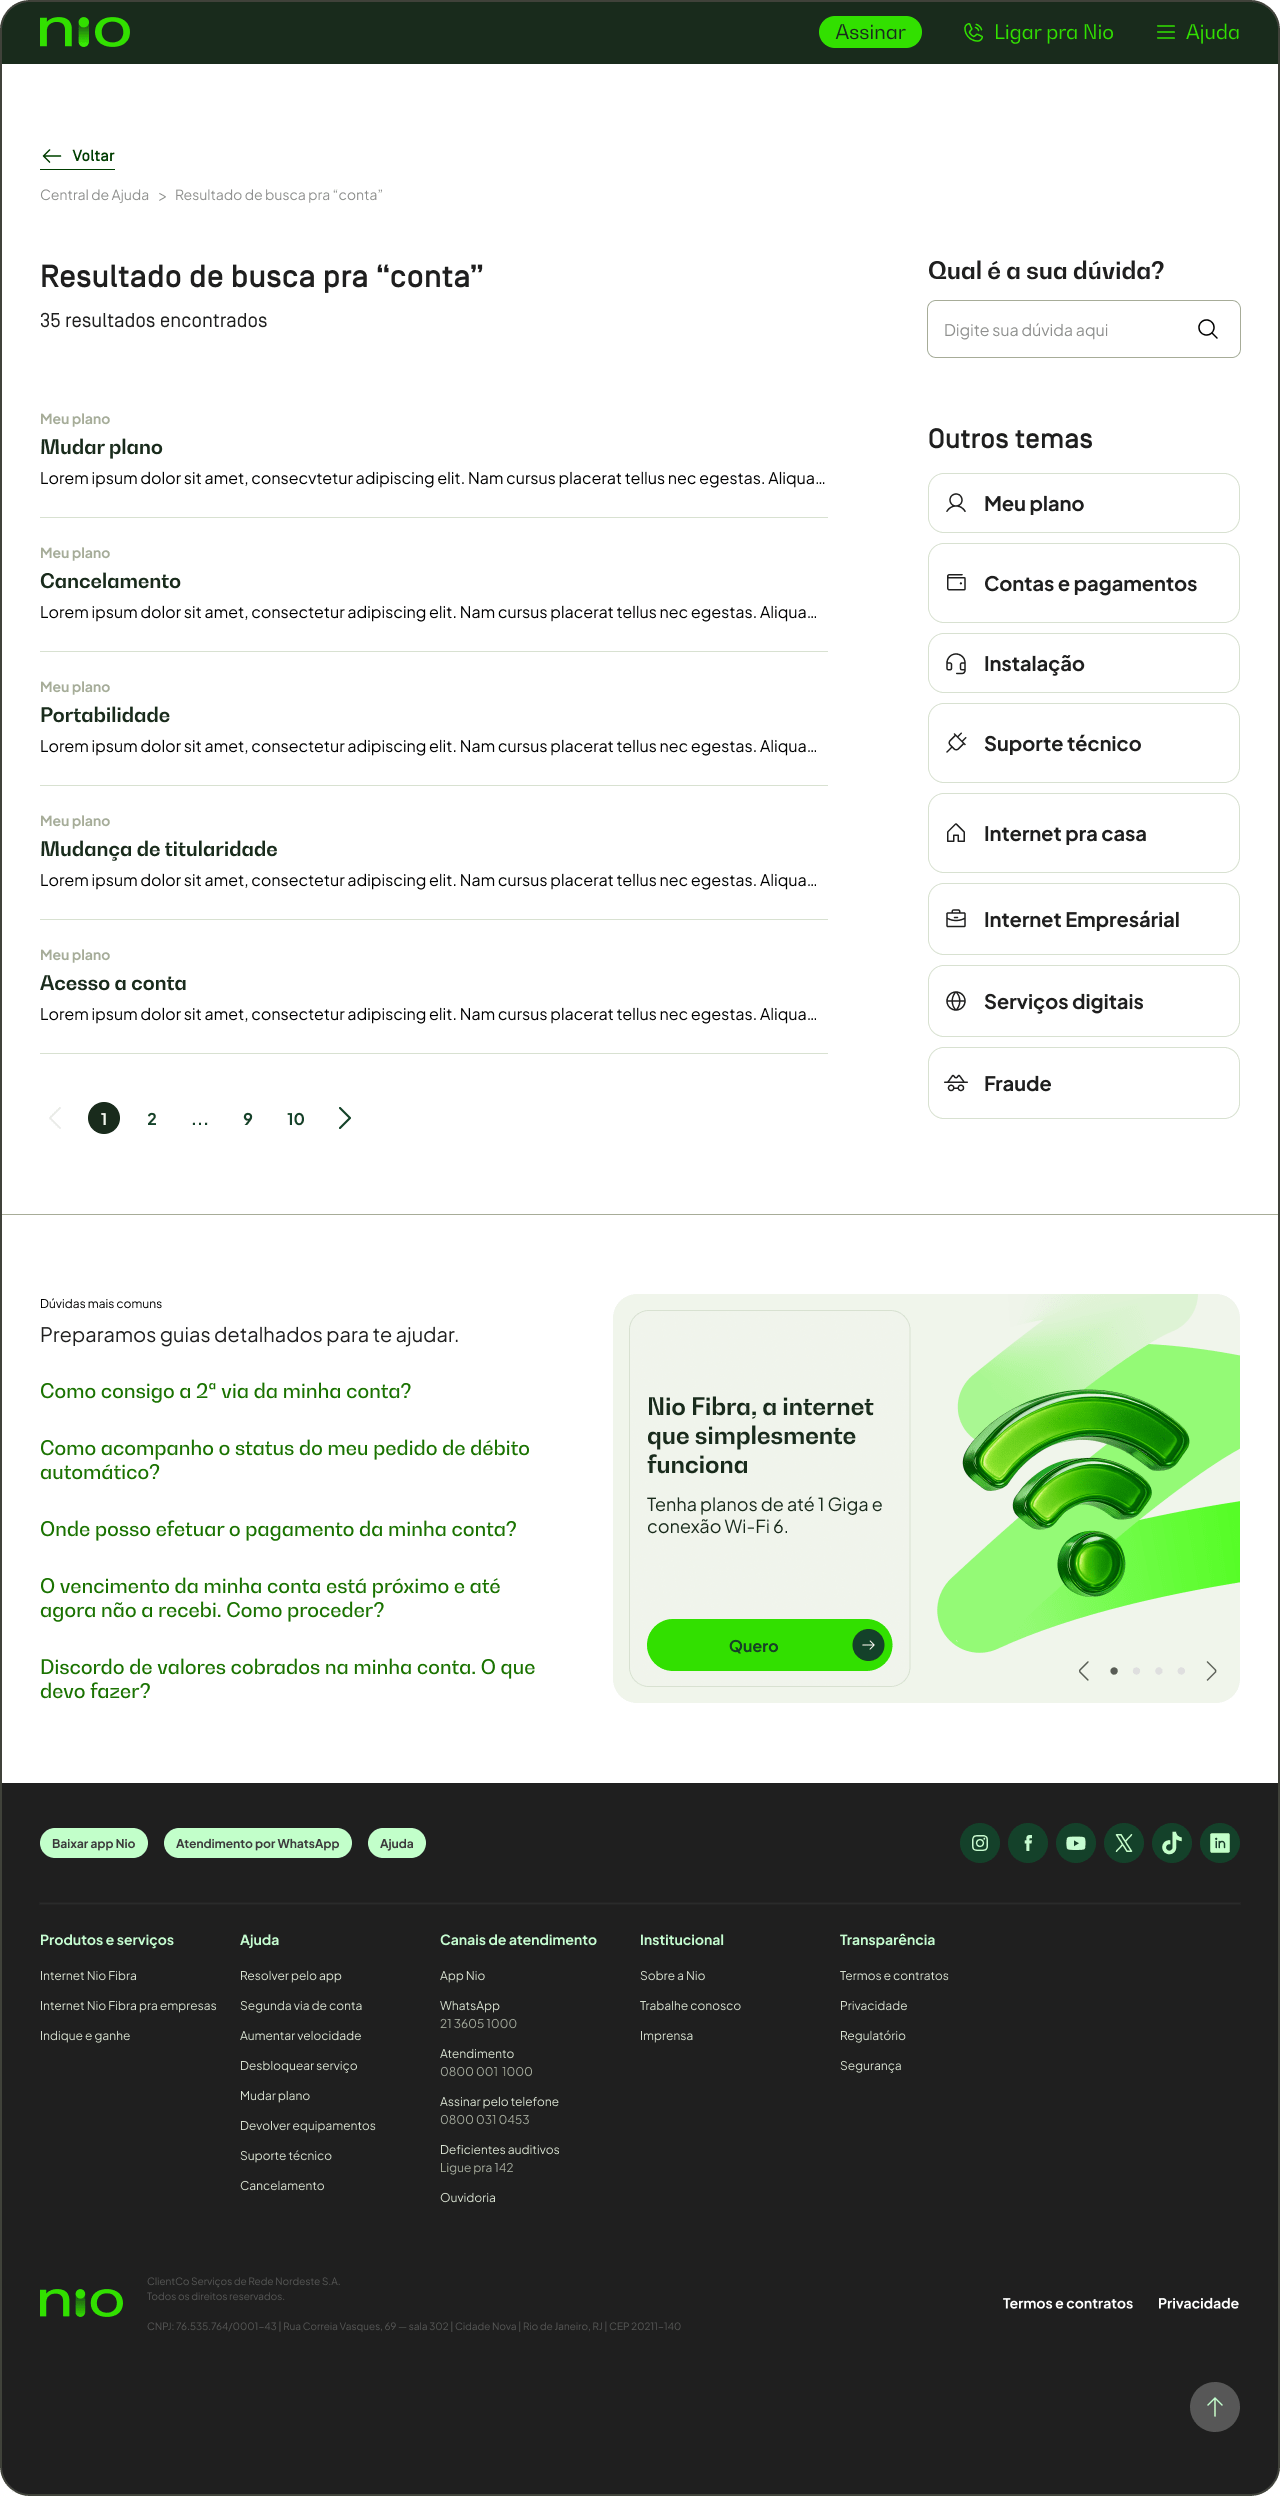 nio
Assinar
Ligar pra Nio
Ajuda
Voltar
Central de Ajuda > Resultado de busca pra “conta”
Resultado de busca pra “conta”
35 resultados encontrados
Meu plano
Mudar plano
Lorem ipsum dolor sit amet, consecvtetur adipiscing elit. Nam cursus placerat tellus nec egestas. Aliqua...
Meu plano
Cancelamento
Lorem ipsum dolor sit amet, consectetur adipiscing elit. Nam cursus placerat tellus nec egestas. Aliqua...
Meu plano
Portabilidade
Lorem ipsum dolor sit amet, consectetur adipiscing elit. Nam cursus placerat tellus nec egestas. Aliqua...
Meu plano
Mudança de titularidade
Lorem ipsum dolor sit amet, consectetur adipiscing elit. Nam cursus placerat tellus nec egestas. Aliqua...
Meu plano
Acesso a conta
Lorem ipsum dolor sit amet, consectetur adipiscing elit. Nam cursus placerat tellus nec egestas. Aliqua...
1 2 ... 9 10
Qual é a sua dúvida?
Digite sua dúvida aqui
Outros temas
Meu plano
Contas e pagamentos
Instalação
Suporte técnico
Internet pra casa
Internet Empresárial
Serviços digitais
Fraude
Dúvidas mais comuns
Preparamos guias detalhados para te ajudar.
Como consigo a 2ª via da minha conta?
Como acompanho o status do meu pedido de débito
automático?
Onde posso efetuar o pagamento da minha conta?
O vencimento da minha conta está próximo e até
agora não a recebi. Como proceder?
Discordo de valores cobrados na minha conta. O que
devo fazer?
Nio Fibra, a internet
que simplesmente
funciona
Tenha planos de até 1 Giga e
conexão Wi-Fi 6.
Quero
Baixar app Nio
Atendimento por WhatsApp
Ajuda
Produtos e serviços
Internet Nio Fibra
Internet Nio Fibra pra empresas
Indique e ganhe
Ajuda
Resolver pelo app
Segunda via de conta
Aumentar velocidade
Desbloquear serviço
Mudar plano
Devolver equipamentos
Suporte técnico
Cancelamento
Canais de atendimento
App Nio
WhatsApp
21 3605 1000
Atendimento
0800 001 1000
Assinar pelo telefone
0800 031 0453
Deficientes auditivos
Ligue pra 142
Ouvidoria
Institucional
Sobre a Nio
Trabalhe conosco
Imprensa
Transparência
Termos e contratos
Privacidade
Regulatório
Segurança
nio
ClientCo Serviços de Rede Nordeste S.A.
Todos os direitos reservados.
CNPJ: 76.535.764/0001-43 | Rua Correia Vasques, 69 — sala 302 | Cidade Nova | Rio de Janeiro, RJ | CEP 20211-140
Termos e contratos
Privacidade